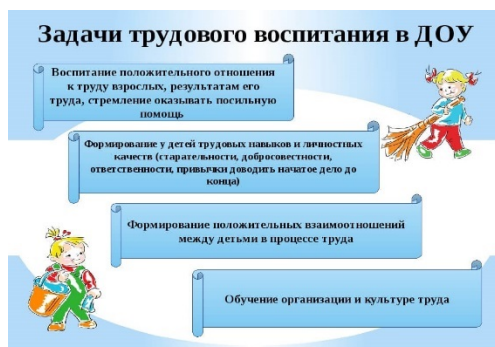 Задачи трудового воспитания в ДОУ
Воспитание положительного отношения
к труду взрослых, результатам его
труда, стремление оказывать посильную
помощь
Формирование у детей трудовых навыков и личностных
качеств (старательности, добросовестности,
ответственности, привычки доводить начатое дело до
конца)
Формирование положительных взаимоотношений
между детьми в процессе труда
Обучение организации и культуре труда